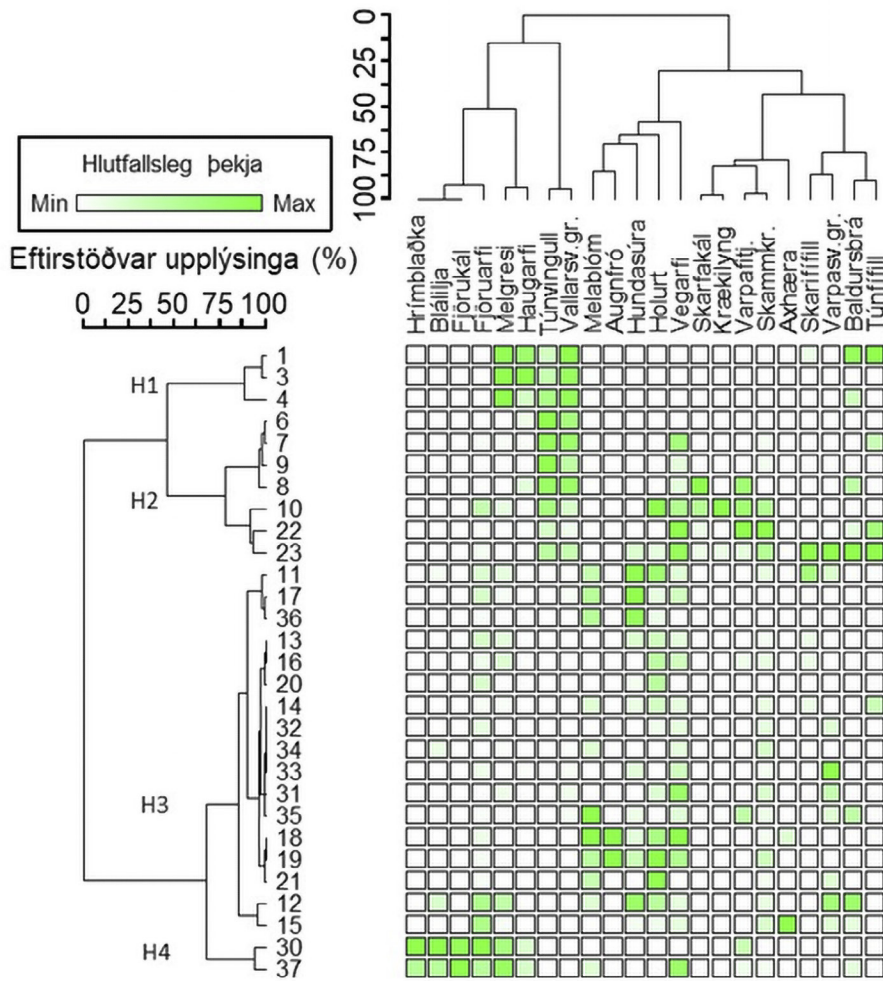 0
25
50
75
100
Hlutfallsleg þekja
Min Max
Eftirstöðvar upplýsinga (%)
0 25 50 75 100
Hrímblaðka
Blálilja
Fjörukál
Fjöruarfi
Melgresi
Haugarfi
Túnvingull
Vallarsv.gr.
Melablóm
Augnfró
Hundasúra
Holurt
Vegarfi
Skarfakál
Krækilyng
Varpafitj.
Skammkr.
Axhæra
Skarifífill
Varpasv.gr.
Baldursbrá
Túnfífill
H1
H2
H3
H4
1
3
4
6
7
9
8
10
22
23
11
17
36
13
16
20
14
32
34
33
31
35
18
19
21
12
15
30
37